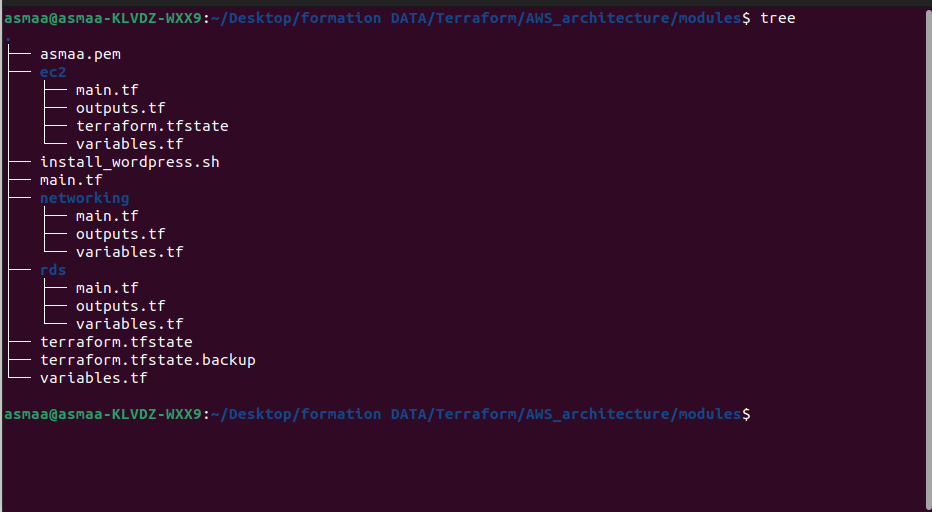 asmaa@asmaa-KLVDZ-WXX9:~/Desktop/formation DATA/Terraform/AWS_architecture/modules$ tree
.
├── asmaa.pem
├── ec2
│   ├── main.tf
│   ├── outputs.tf
│   ├── terraform.tfstate
│   └── variables.tf
├── install_wordpress.sh
├── main.tf
├── networking
│   ├── main.tf
│   ├── outputs.tf
│   └── variables.tf
├── rds
│   ├── main.tf
│   ├── outputs.tf
│   └── variables.tf
├── terraform.tfstate
├── terraform.tfstate.backup
└── variables.tf
asmaa@asmaa-KLVDZ-WXX9:~/Desktop/formation DATA/Terraform/AWS_architecture/modules$